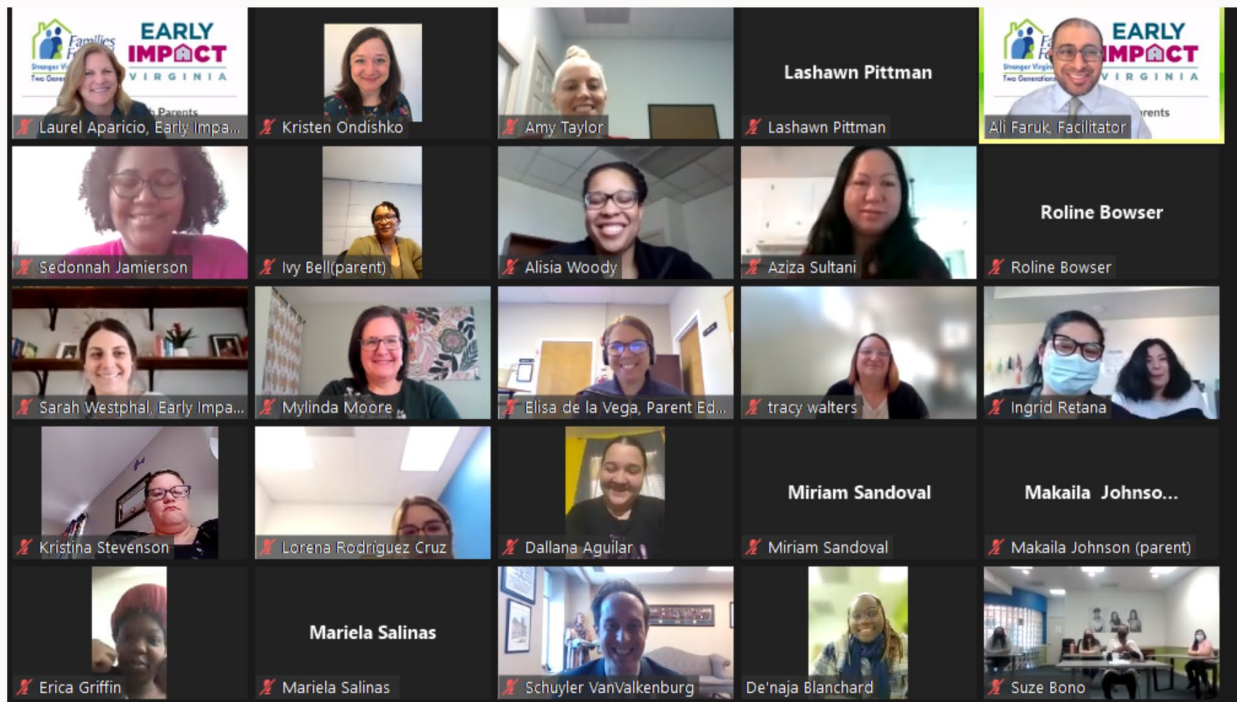 Families
EARLY
IMPACT
VIRGINIA
Parents
Laurel Aparicio, Early Impa...
Kristen Ondishko
Amy Taylor
Lashawn Pittman
Lashawn Pittman
EARLY
IMPACT
VIRGINIA
Ali Faruk, Facilitator
Sedonnah Jamierson
Ivy Bell(parent)
Alisia Woody
Aziza Sultani
Roline Bowser
Roline Bowser
Sarah Westphal, Early Impa...
Mylinda Moore
Elisa de la Vega, Parent Ed...
tracy walters
Ingrid Retana
Kristina Stevenson
Lorena Rodriguez Cruz
Dallana Aguilar
Miriam Sandoval
Miriam Sandoval
Makaila Johnso...
Makaila Johnson (parent)
Erica Griffin
Mariela Salinas
Mariela Salinas
Schuyler VanValkenburg
De'naja Blanchard
Suze Bono